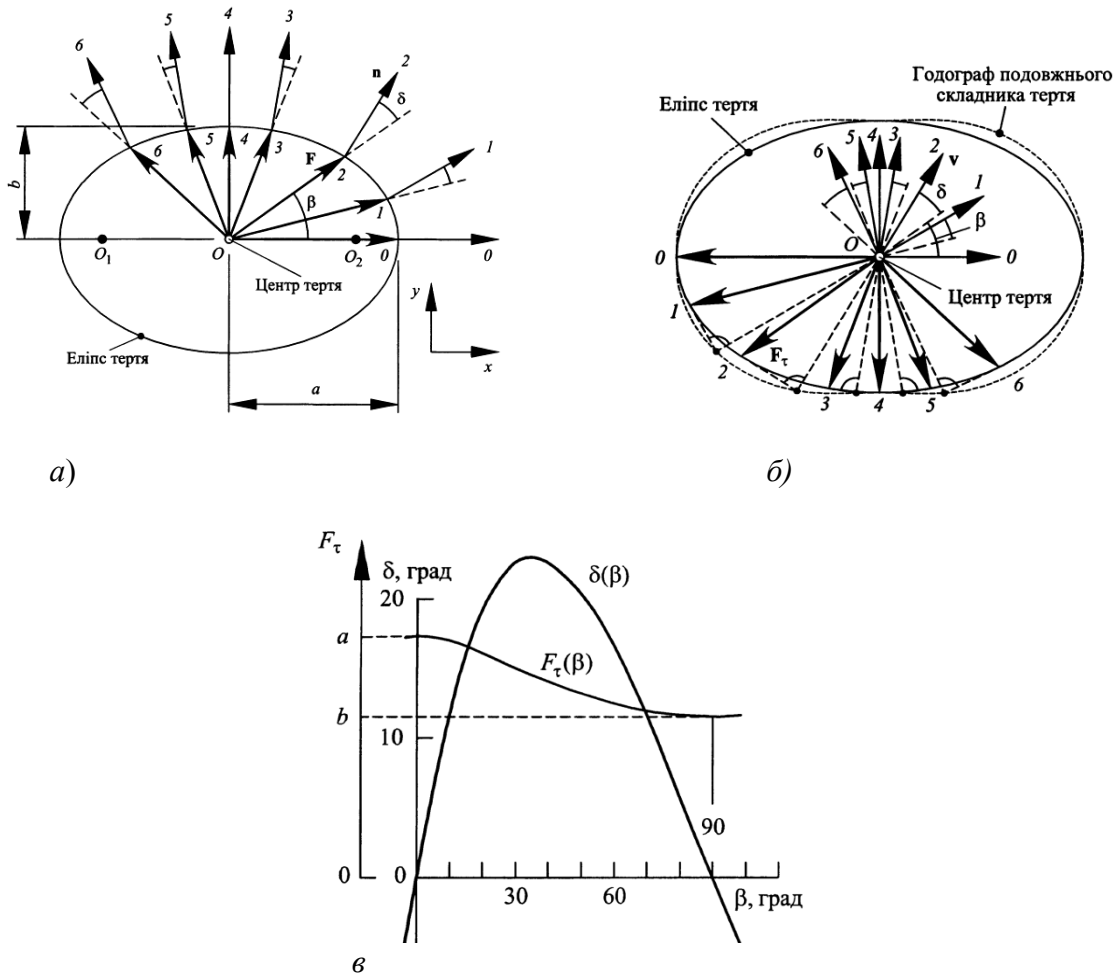 6
5
4
3
n
2
δ
1
b
6
5
4
3
F
2
1
β
O₁
O
O₂
0
0
Центр тертя
y
x
Еліпс тертя
a
а)
Годограф подовжнього
складника тертя
Еліпс тертя
6
5
4
3
2
v
δ
1
β
O
0
0
Центр тертя
1
Fτ
2
3
4
5
6
б)
Fτ
δ, град
20
δ(β)
a
Fτ(β)
b
10
90
0
0
30
60
β, град
в